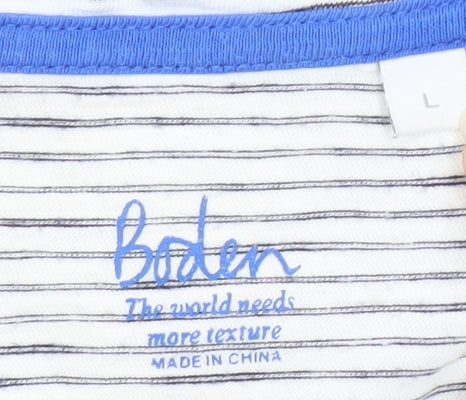 L
Boden
The world needs
more texture
MADE IN CHINA